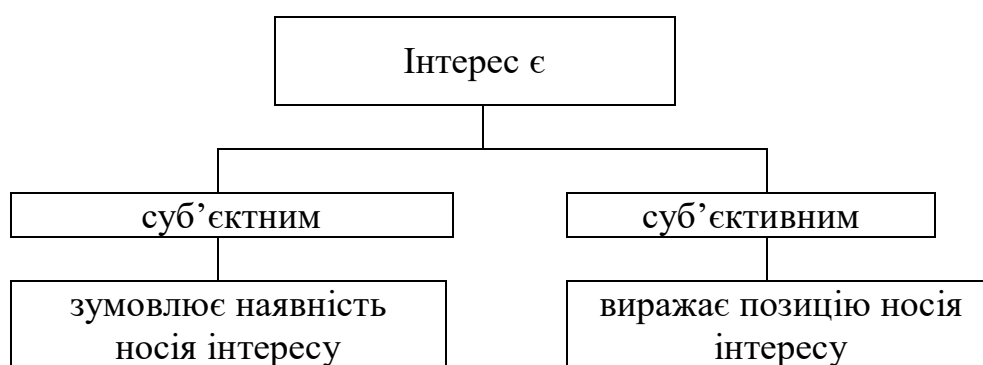 Інтерес є
суб’єктним
суб’єктивним
зумовлює наявність
носія інтересу
виражає позицію носія
інтересу